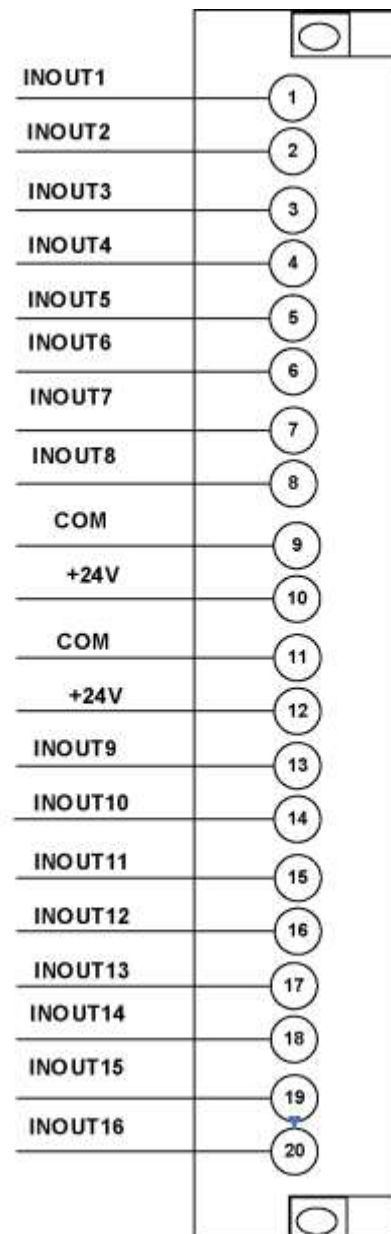 INOUT1
1
INOUT2
2
INOUT3
3
INOUT4
4
INOUT5
5
INOUT6
6
INOUT7
7
INOUT8
8
COM
9
+24V
10
COM
11
+24V
12
INOUT9
13
INOUT10
14
INOUT11
15
INOUT12
16
INOUT13
17
INOUT14
18
INOUT15
19
INOUT16
20